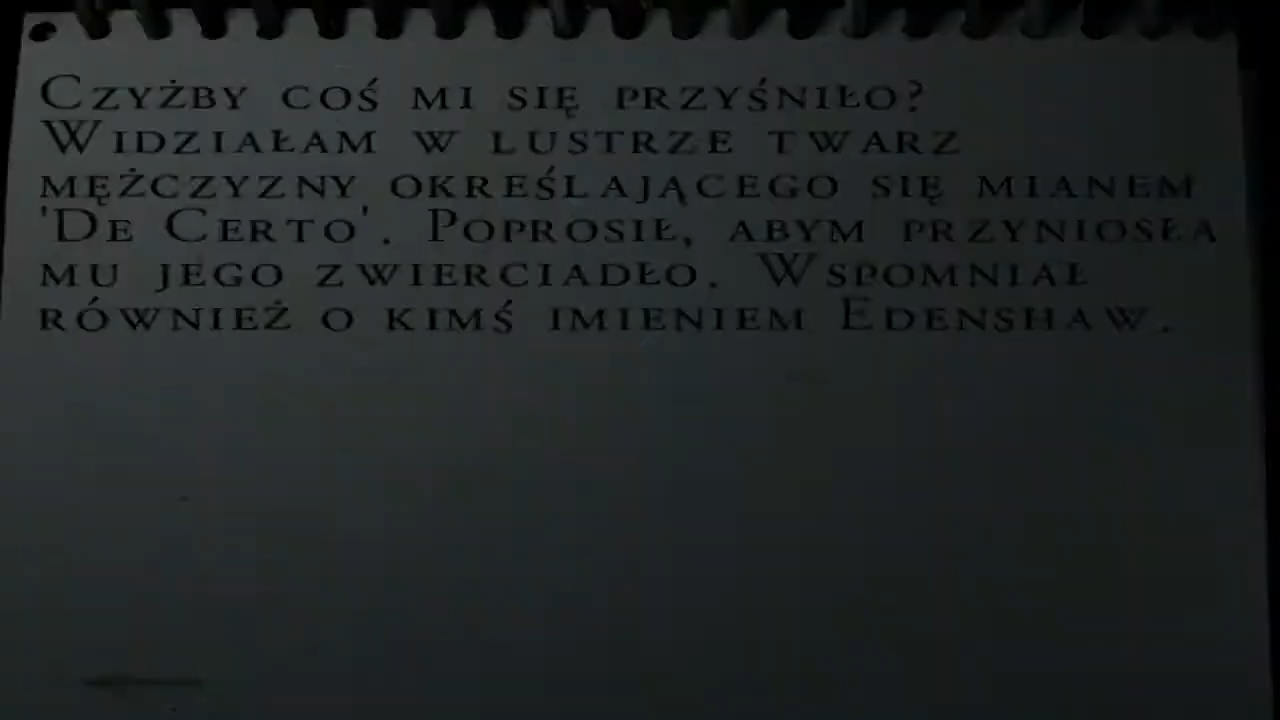 Czyżby coś mi się przyśniło?
Widziałam w lustrze twarz
mężczyzny określającego się mianem
'De Certo'. Poprosił, abym przyniosła
mu jego zwierciadło. Wspomniał
również o kimś imieniem Edenshaw.